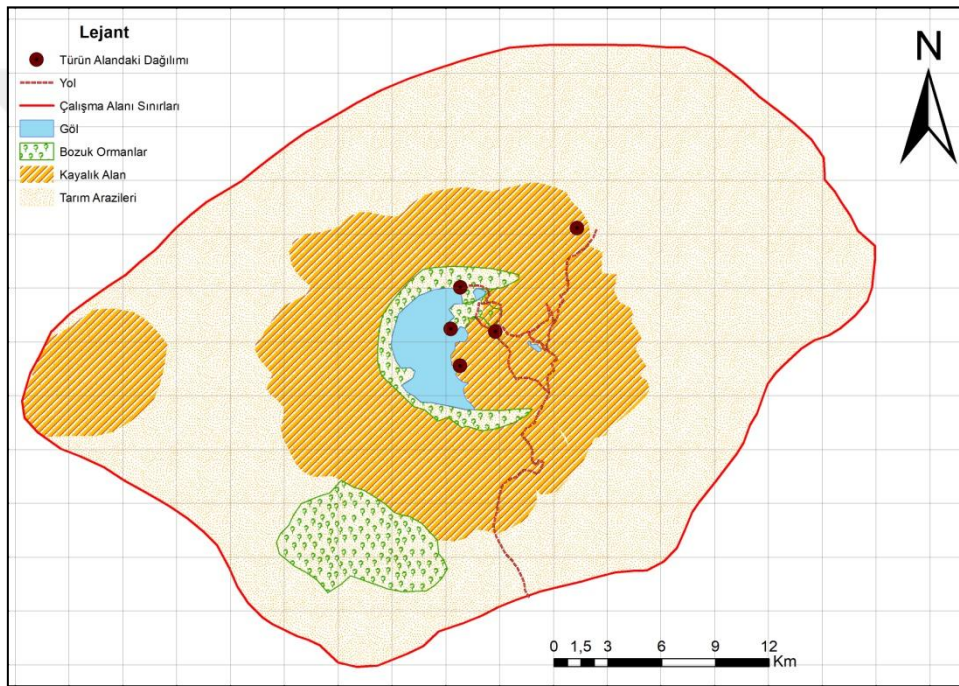 Lejant
Türün Alandaki Dağılımı
Yol
Çalışma Alanı Sınırları
Göl
Bozuk Ormanlar
Kayalık Alan
Tarım Arazileri
N
0 1,5 3 6 9 12
Km